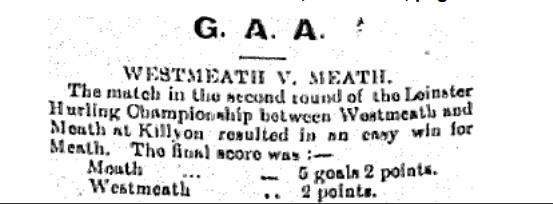 G. A. A.
WESTMEATH V. MEATH.
The match in the second round of the Leinster
Hurling Championship between Westmeath and
Meath at Killyon resulted in an easy win for
Meath. The final score was :—
Meath ... — 5 goals 2 points.
Westmeath .. 2 points.